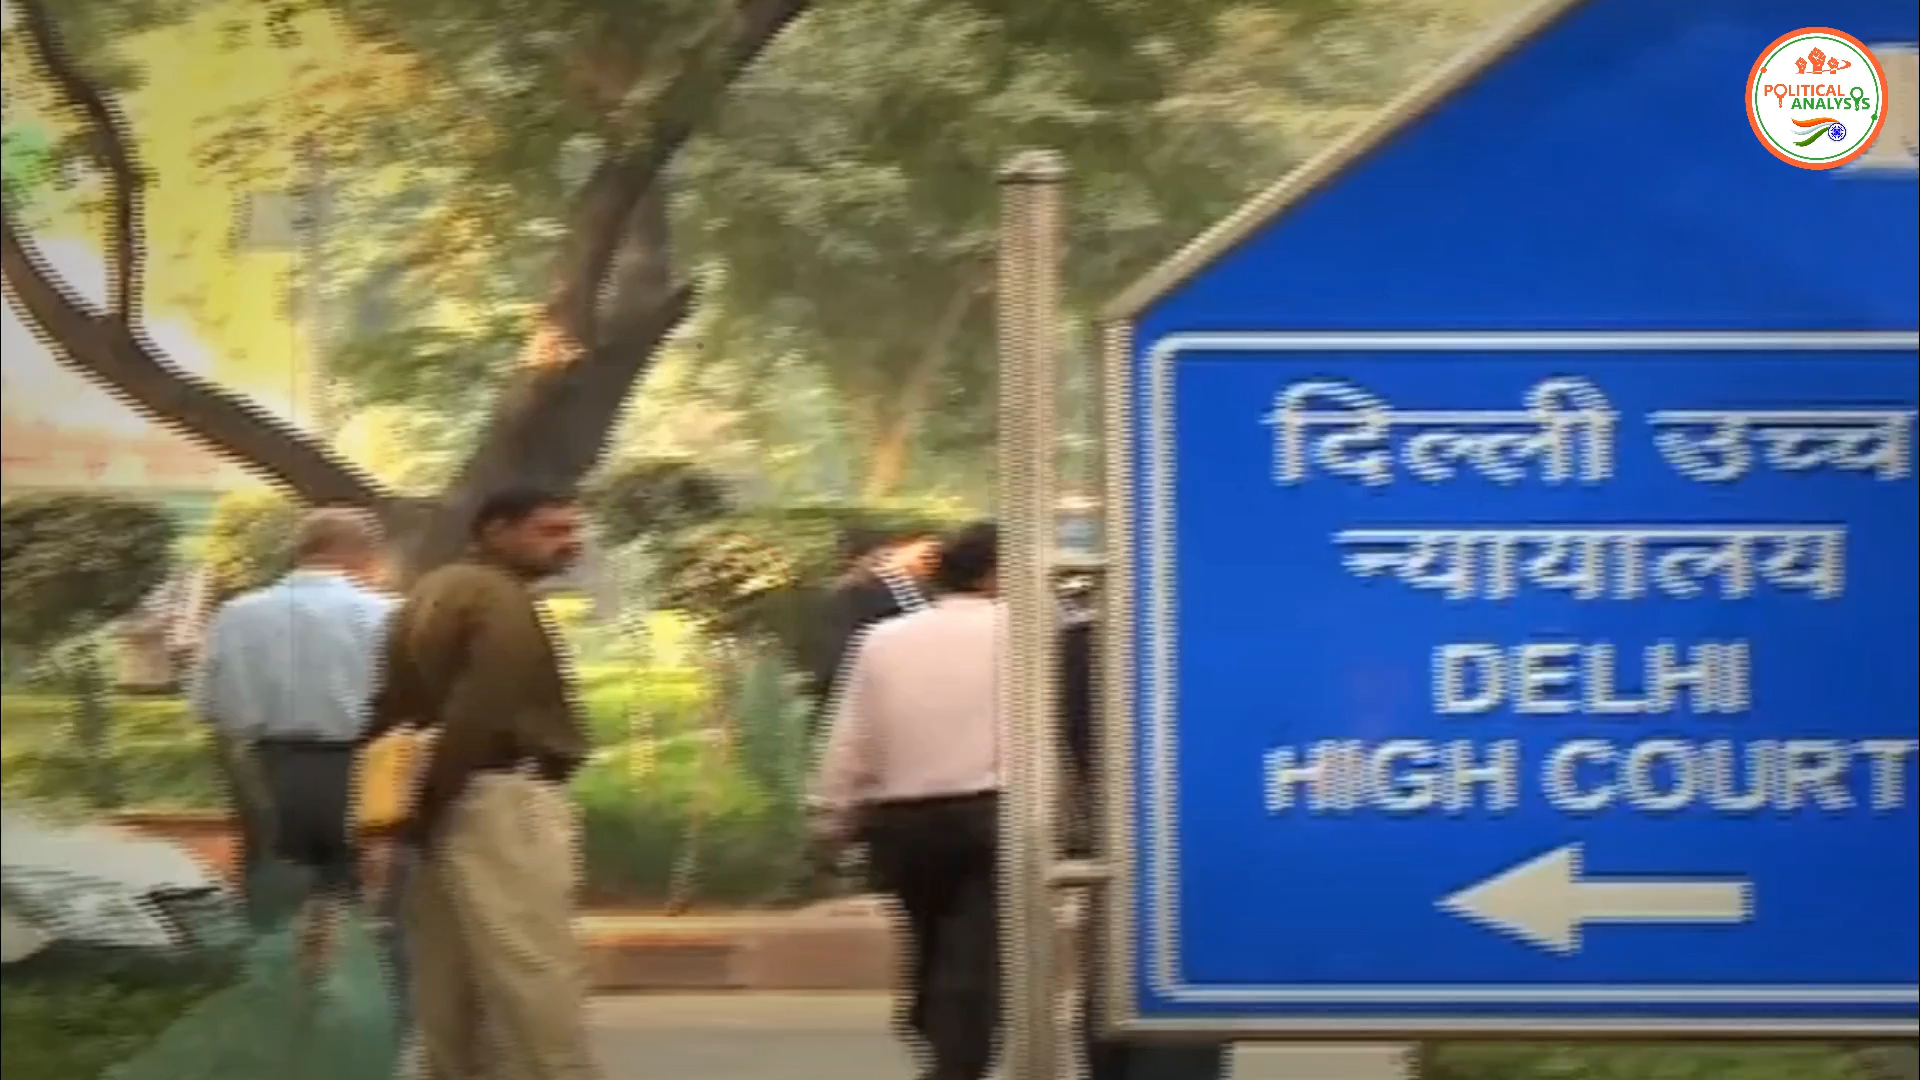 POLITICAL
ANALYSIS
दिल्ली उच्च
न्यायालय
DELHI
HIGH COURT